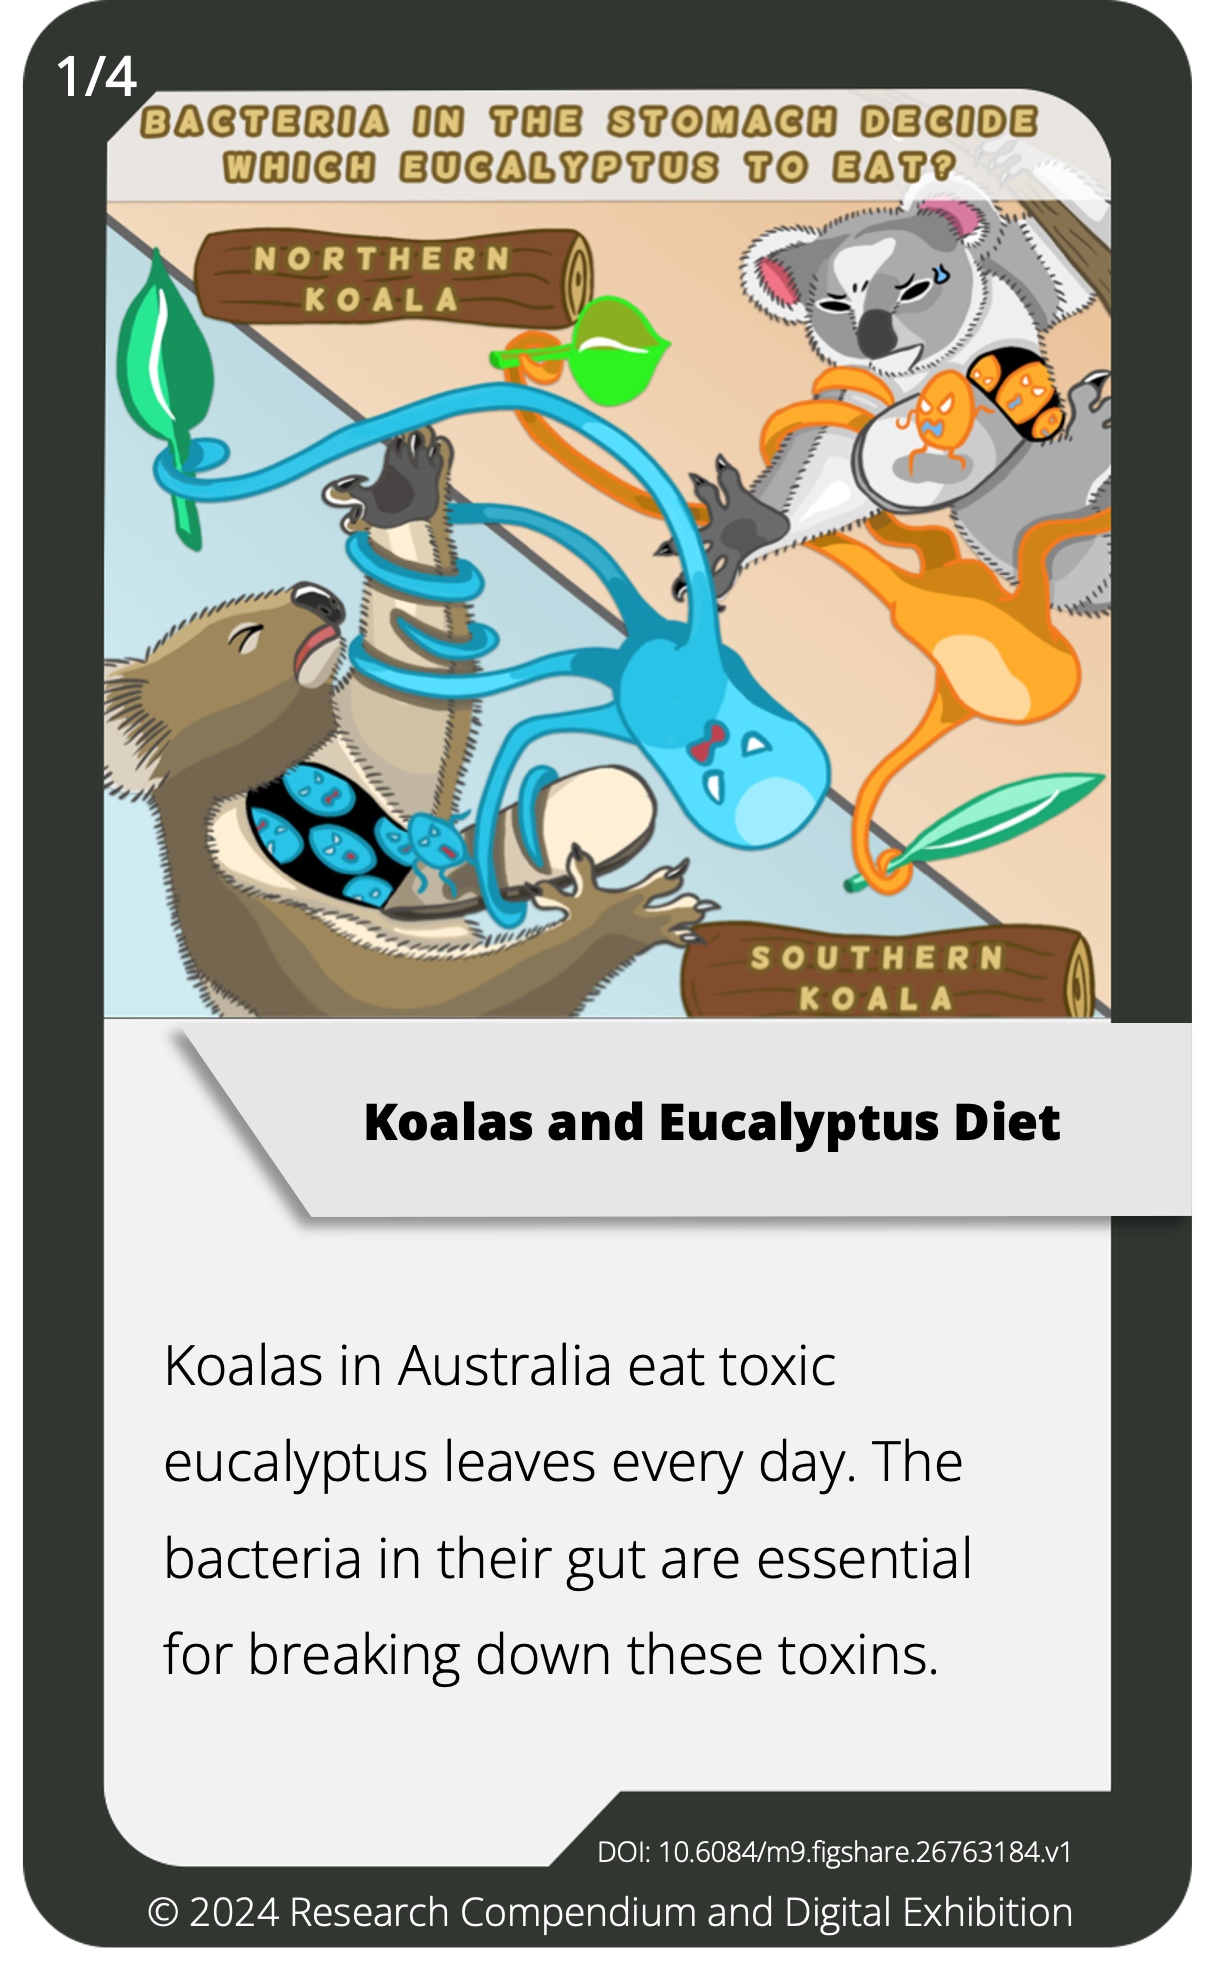 1/4
BACTERIA IN THE STOMACH DECIDE
WHICH EUCALYPTUS TO EAT?
NORTHERN
KOALA
SOUTHERN
KOALA
Koalas and Eucalyptus Diet
Koalas in Australia eat toxic
eucalyptus leaves every day. The
bacteria in their gut are essential
for breaking down these toxins.
DOI: 10.6084/m9.figshare.26763184.v1
© 2024 Research Compendium and Digital Exhibition